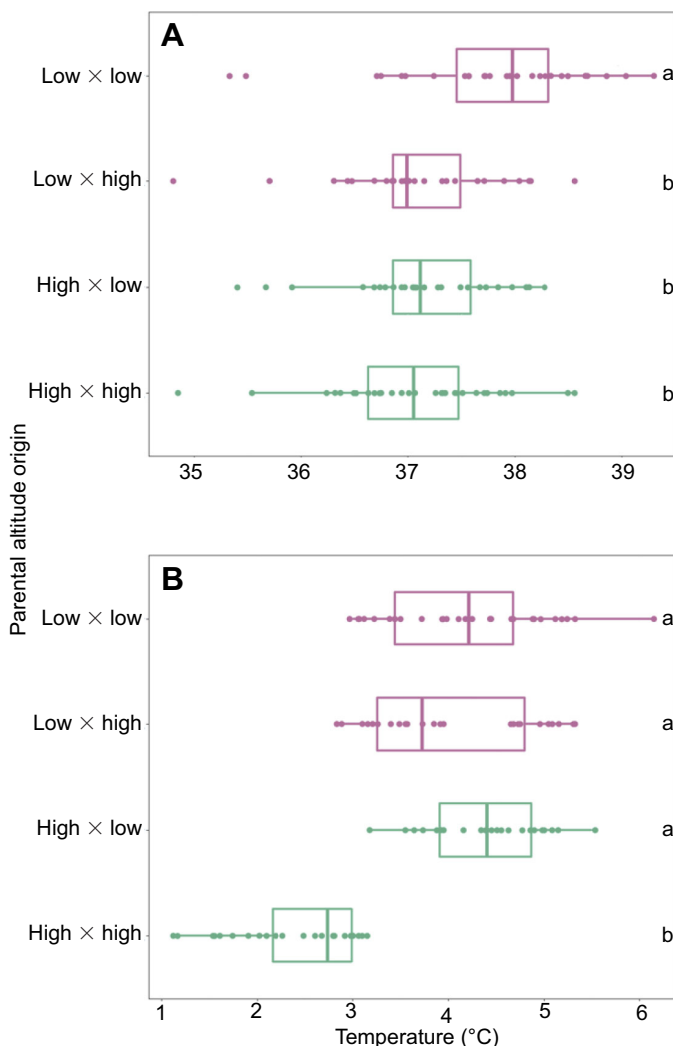 A
Low × low
a
Low × high
b
High × low
b
High × high
b
35 36 37 38 39
Parental altitude origin
B
Low × low
a
Low × high
a
High × low
a
High × high
b
1 2 3 4 5 6
Temperature (°C)